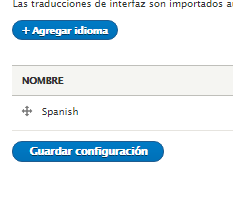 Las traducciones de interfaz son importados
+ Agregar idioma
NOMBRE
Spanish
Guardar configuración